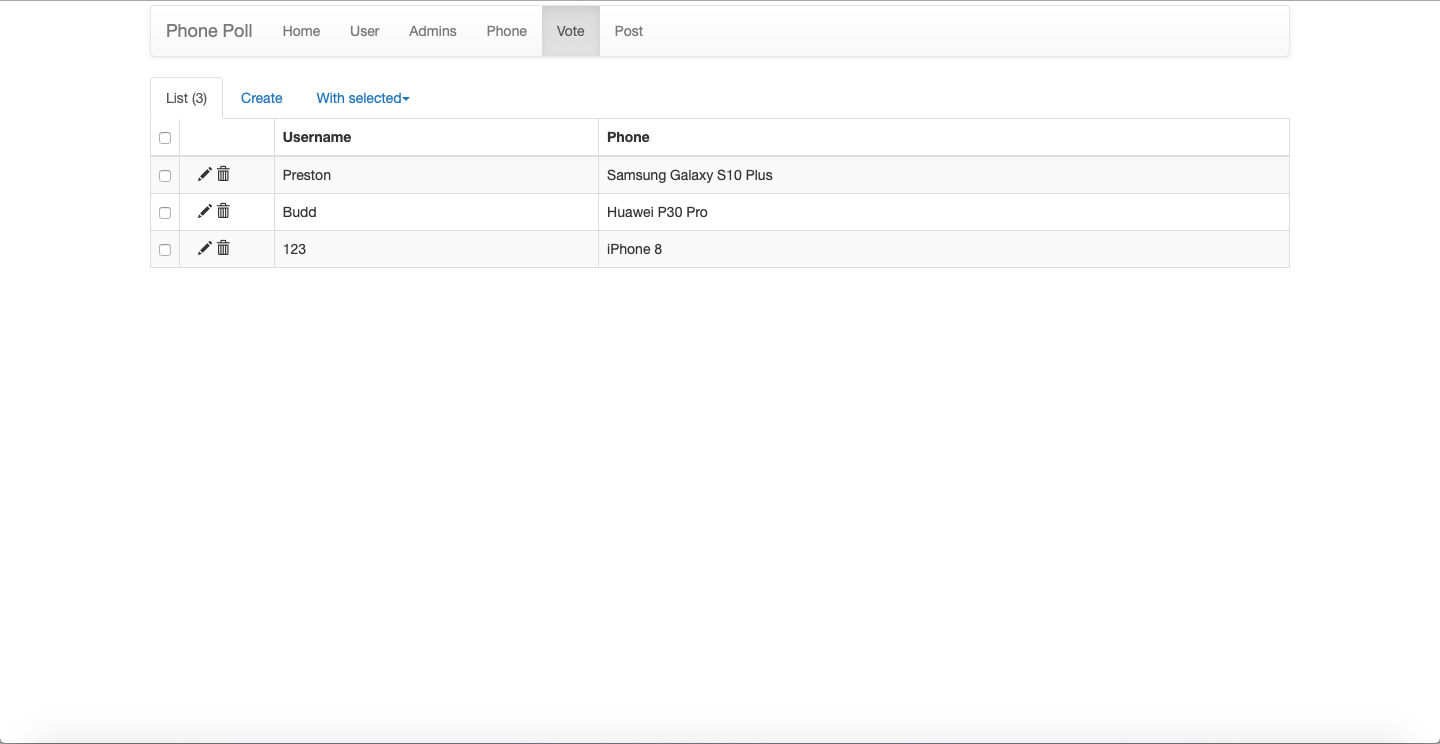 Phone Poll Home User Admins Phone Vote Post
List (3) Create With selected
Username Phone
Preston Samsung Galaxy S10 Plus
Budd Huawei P30 Pro
123 iPhone 8